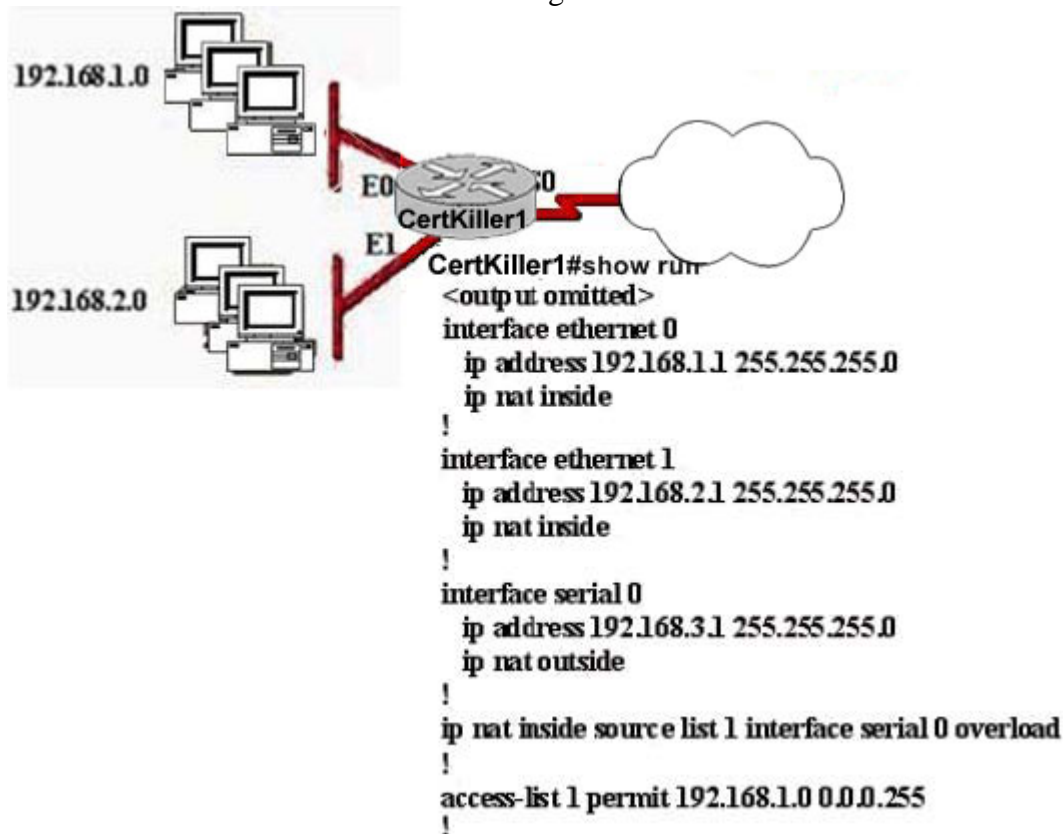 192.168.1.0
E0
S0
CertKiller1
E1
192.168.2.0
CertKiller1#show run
<output omitted>
interface ethernet 0
ip address 192.168.1.1 255.255.255.0
ip nat inside
!
interface ethernet 1
ip address 192.168.2.1 255.255.255.0
ip nat inside
!
interface serial 0
ip address 192.168.3.1 255.255.255.0
ip nat outside
!
ip nat inside source list 1 interface serial 0 overload
!
access-list 1 permit 192.168.1.0 0.0.0.255
!